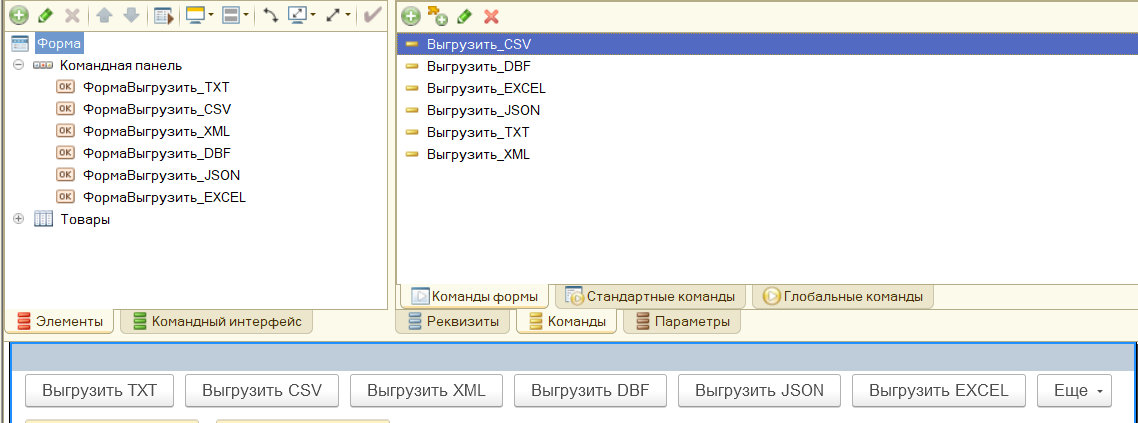 Форма
Командная панель
ФормаВыгрузить_TXT
ФормаВыгрузить_CSV
ФормаВыгрузить_XML
ФормаВыгрузить_DBF
ФормаВыгрузить_JSON
ФормаВыгрузить_EXCEL
Товары
Элементы Командный интерфейс
Выгрузить_CSV
Выгрузить_DBF
Выгрузить_EXCEL
Выгрузить_JSON
Выгрузить_TXT
Выгрузить_XML
Команды формы Стандартные команды Глобальные команды
Реквизиты Команды Параметры
Выгрузить TXT Выгрузить CSV Выгрузить XML Выгрузить DBF Выгрузить JSON Выгрузить EXCEL Еще